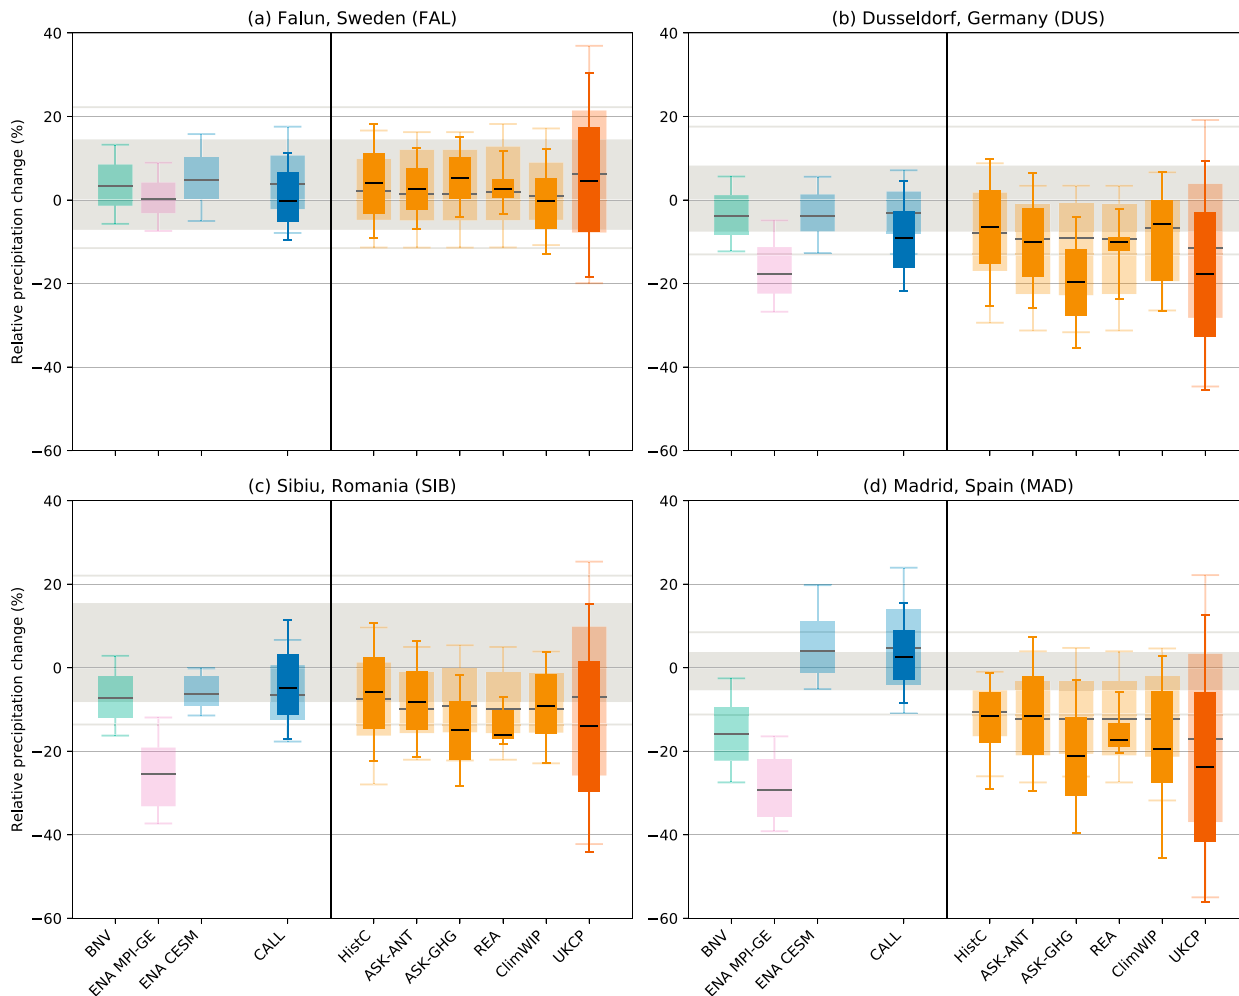 (a) Falun, Sweden (FAL)
(b) Dusseldorf, Germany (DUS)
Relative precipitation change (%)
40
20
0
−20
−40
−60
40
20
0
−20
−40
−60
(c) Sibiu, Romania (SIB)
(d) Madrid, Spain (MAD)
Relative precipitation change (%)
40
20
0
−20
−40
−60
40
20
0
−20
−40
−60
BNV
ENA MPI-GE
ENA CESM
CALL
HistC
ASK-ANT
ASK-GHG
REA
ClimWIP
UKCP
BNV
ENA MPI-GE
ENA CESM
CALL
HistC
ASK-ANT
ASK-GHG
REA
ClimWIP
UKCP